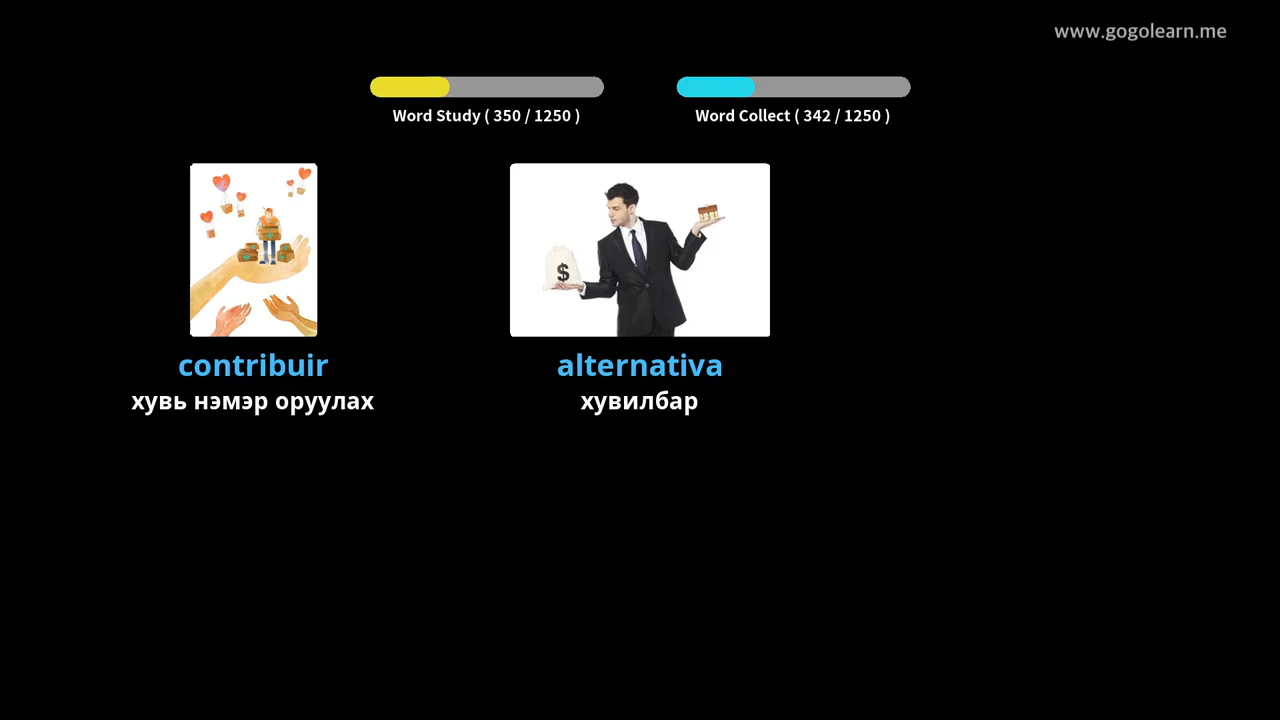 www.gogolearn.me
Word Study ( 350 / 1250 )
Word Collect ( 342 / 1250 )
$
contribuir
хувь нэмэр оруулах
alternativa
хувилбар